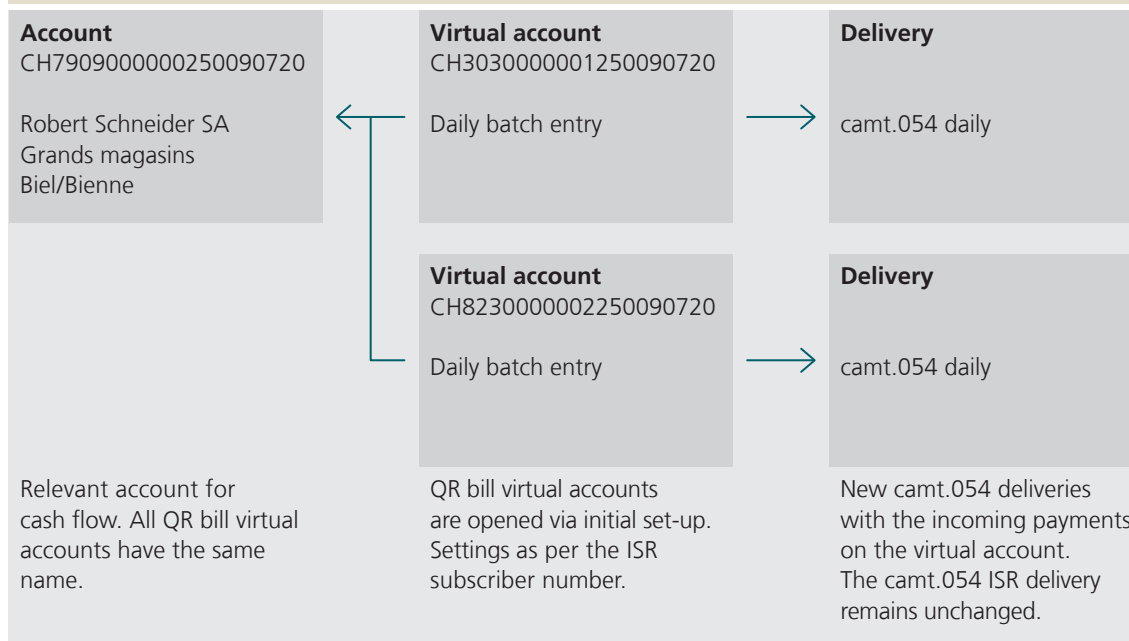 Account
CH7909000000250090720
Robert Schneider SA
Grands magasins
Biel/Bienne
Virtual account
CH3030000001250090720
Daily batch entry
Delivery
camt.054 daily
Virtual account
CH8230000002250090720
Daily batch entry
Delivery
camt.054 daily
Relevant account for
cash flow. All QR bill virtual
accounts have the same
name.
QR bill virtual accounts
are opened via initial set-up.
Settings as per the ISR
subscriber number.
New camt.054 deliveries
with the incoming payments
on the virtual account.
The camt.054 ISR delivery
remains unchanged.